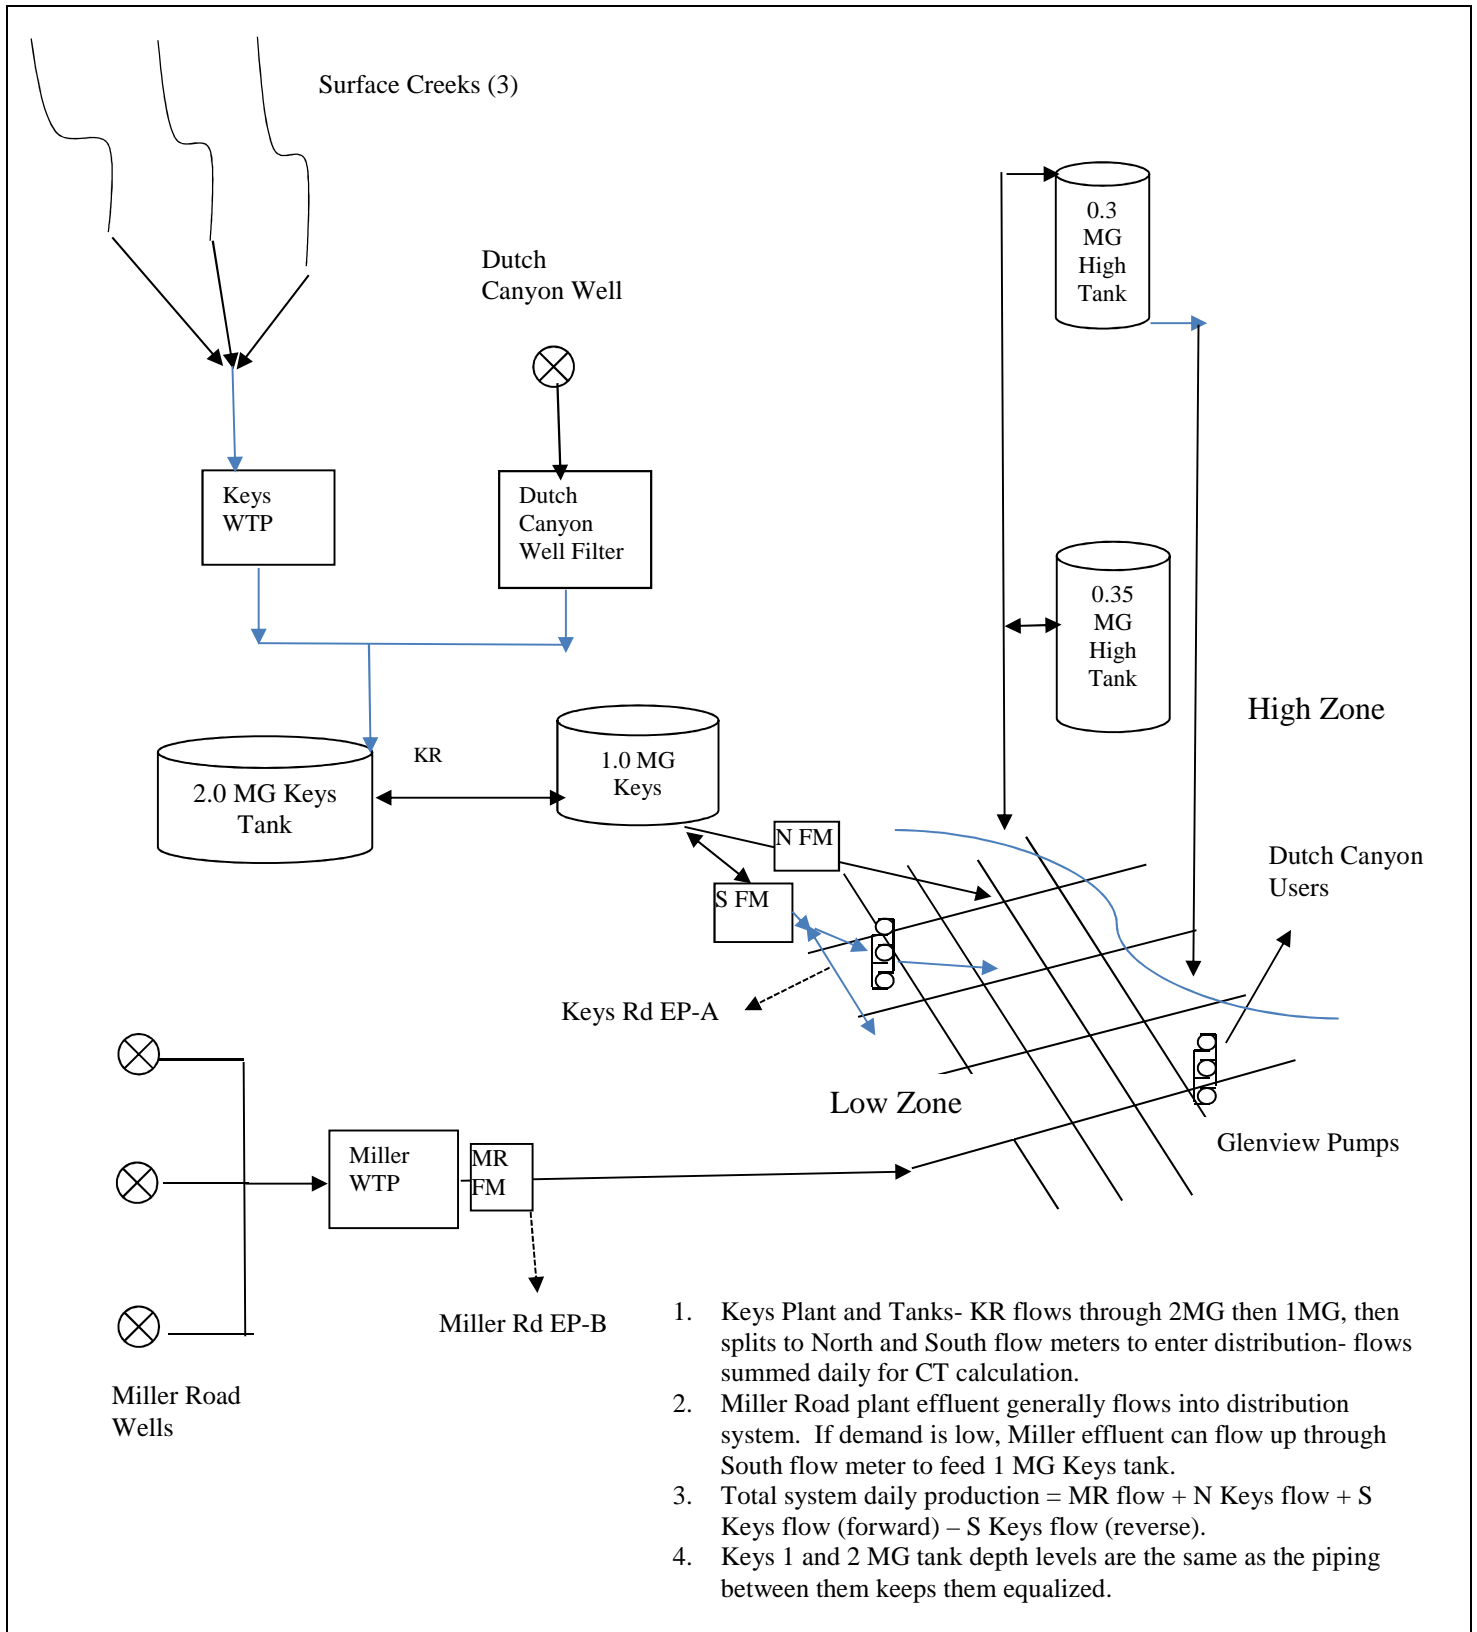 Surface Creeks (3)
Dutch
Canyon Well
0.3
MG
High
Tank
Keys
WTP
Dutch
Canyon
Well Filter
0.35
MG
High
Tank
High Zone
KR
2.0 MG Keys
Tank
1.0 MG
Keys
N FM
S FM
Dutch Canyon
Users
Keys Rd EP-A
Low Zone
Glenview Pumps
Miller
WTP
MR
FM
Miller Rd EP-B
Miller Road
Wells
1. Keys Plant and Tanks- KR flows through 2MG then 1MG, then
splits to North and South flow meters to enter distribution- flows
summed daily for CT calculation.
2. Miller Road plant effluent generally flows into distribution
system. If demand is low, Miller effluent can flow up through
South flow meter to feed 1 MG Keys tank.
3. Total system daily production = MR flow + N Keys flow + S
Keys flow (forward) – S Keys flow (reverse).
4. Keys 1 and 2 MG tank depth levels are the same as the piping
between them keeps them equalized.